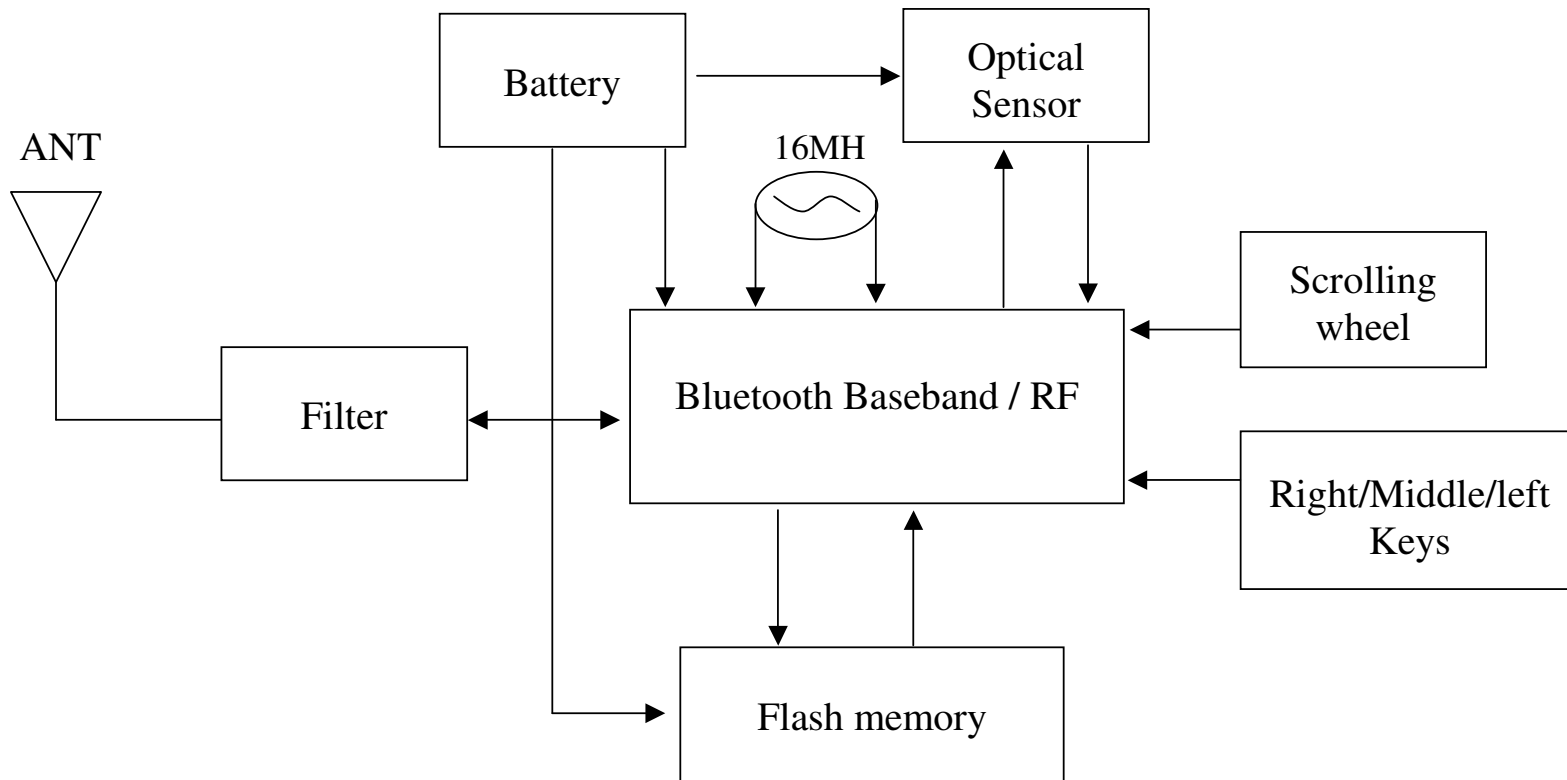 Battery
Optical
Sensor
ANT
16MH
Scrolling
wheel
Filter
Bluetooth Baseband / RF
Right/Middle/left
Keys
Flash memory